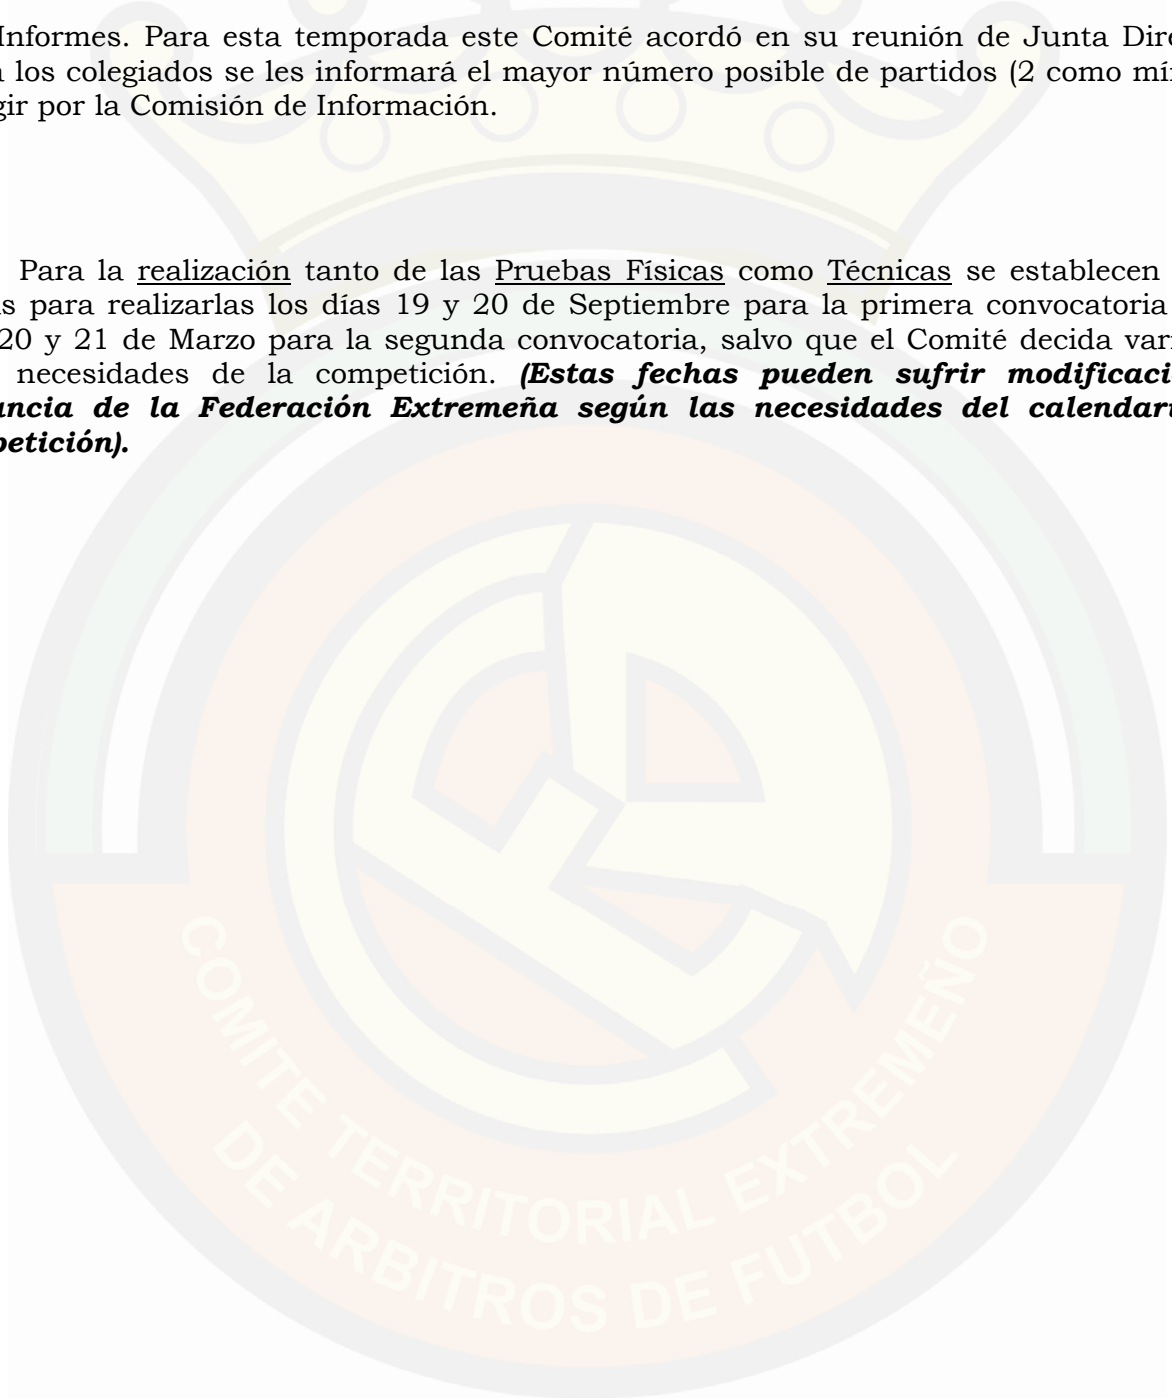 Informes. Para esta temporada este Comité acordó en su reunión de Junta Dire
los colegiados se les informará el mayor número posible de partidos (2 como mí
gir por la Comisión de Información.
Para la realización tanto de las Pruebas Físicas como Técnicas se establecen
s para realizarlas los días 19 y 20 de Septiembre para la primera convocatoria
20 y 21 de Marzo para la segunda convocatoria, salvo que el Comité decida vari
necesidades de la competición. (Estas fechas pueden sufrir modificaci
ancia de la Federación Extremeña según las necesidades del calendari
petición).
COMITE TERRITORIAL EXTREMEÑO
DE ARBITROS DE FUTBOL